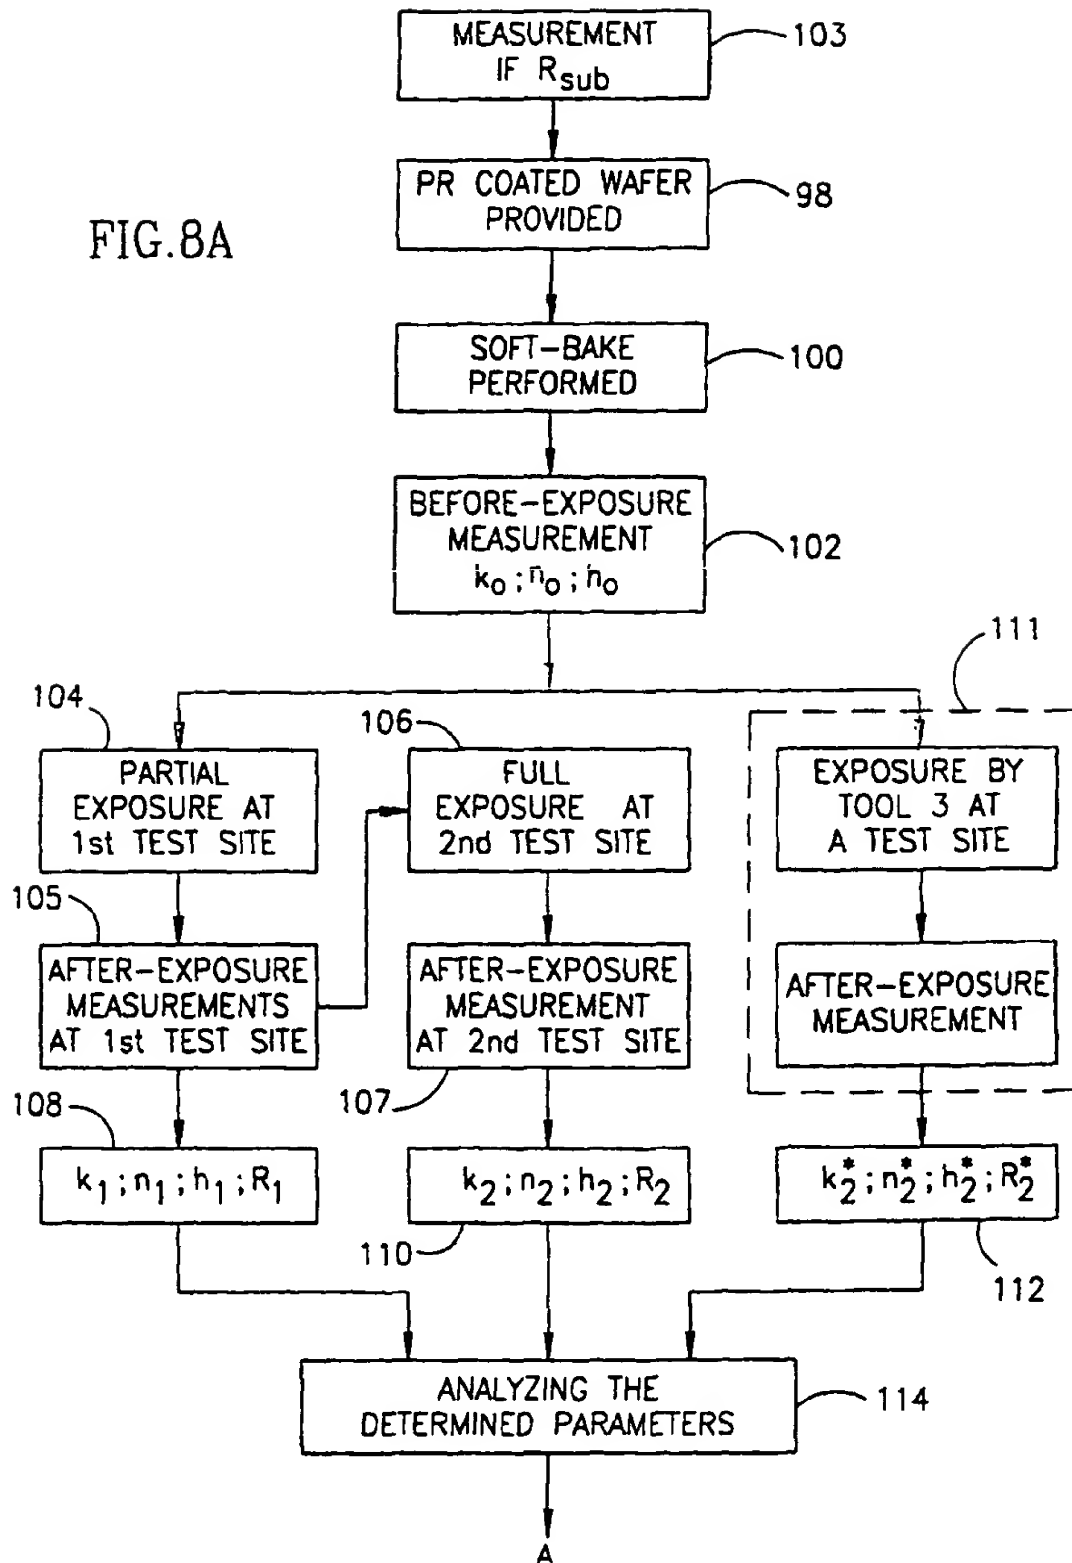 MEASUREMENT
IF R_sub
103
PR COATED WAFER
PROVIDED
98
FIG.8A
SOFT-BAKE
PERFORMED
100
BEFORE-EXPOSURE
MEASUREMENT
k_o ; n_o ; h_o
102
111
104
PARTIAL
EXPOSURE AT
1st TEST SITE
106
FULL
EXPOSURE AT
2nd TEST SITE
EXPOSURE BY
TOOL 3 AT
A TEST SITE
105
AFTER-EXPOSURE
MEASUREMENTS
AT 1st TEST SITE
AFTER-EXPOSURE
MEASUREMENT
AT 2nd TEST SITE
107
AFTER-EXPOSURE
MEASUREMENT
108
k_1 ; n_1 ; h_1 ; R_1
k_2 ; n_2 ; h_2 ; R_2
110
k*_2 ; n*_2 ; h*_2 ; R*_2
112
ANALYZING THE
DETERMINED PARAMETERS
114
A